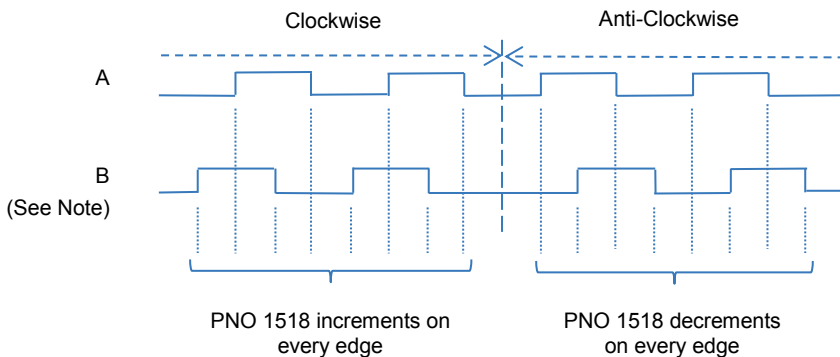 Clockwise
Anti-Clockwise
A
B
(See Note)
PNO 1518 increments on
every edge
PNO 1518 decrements
on every edge